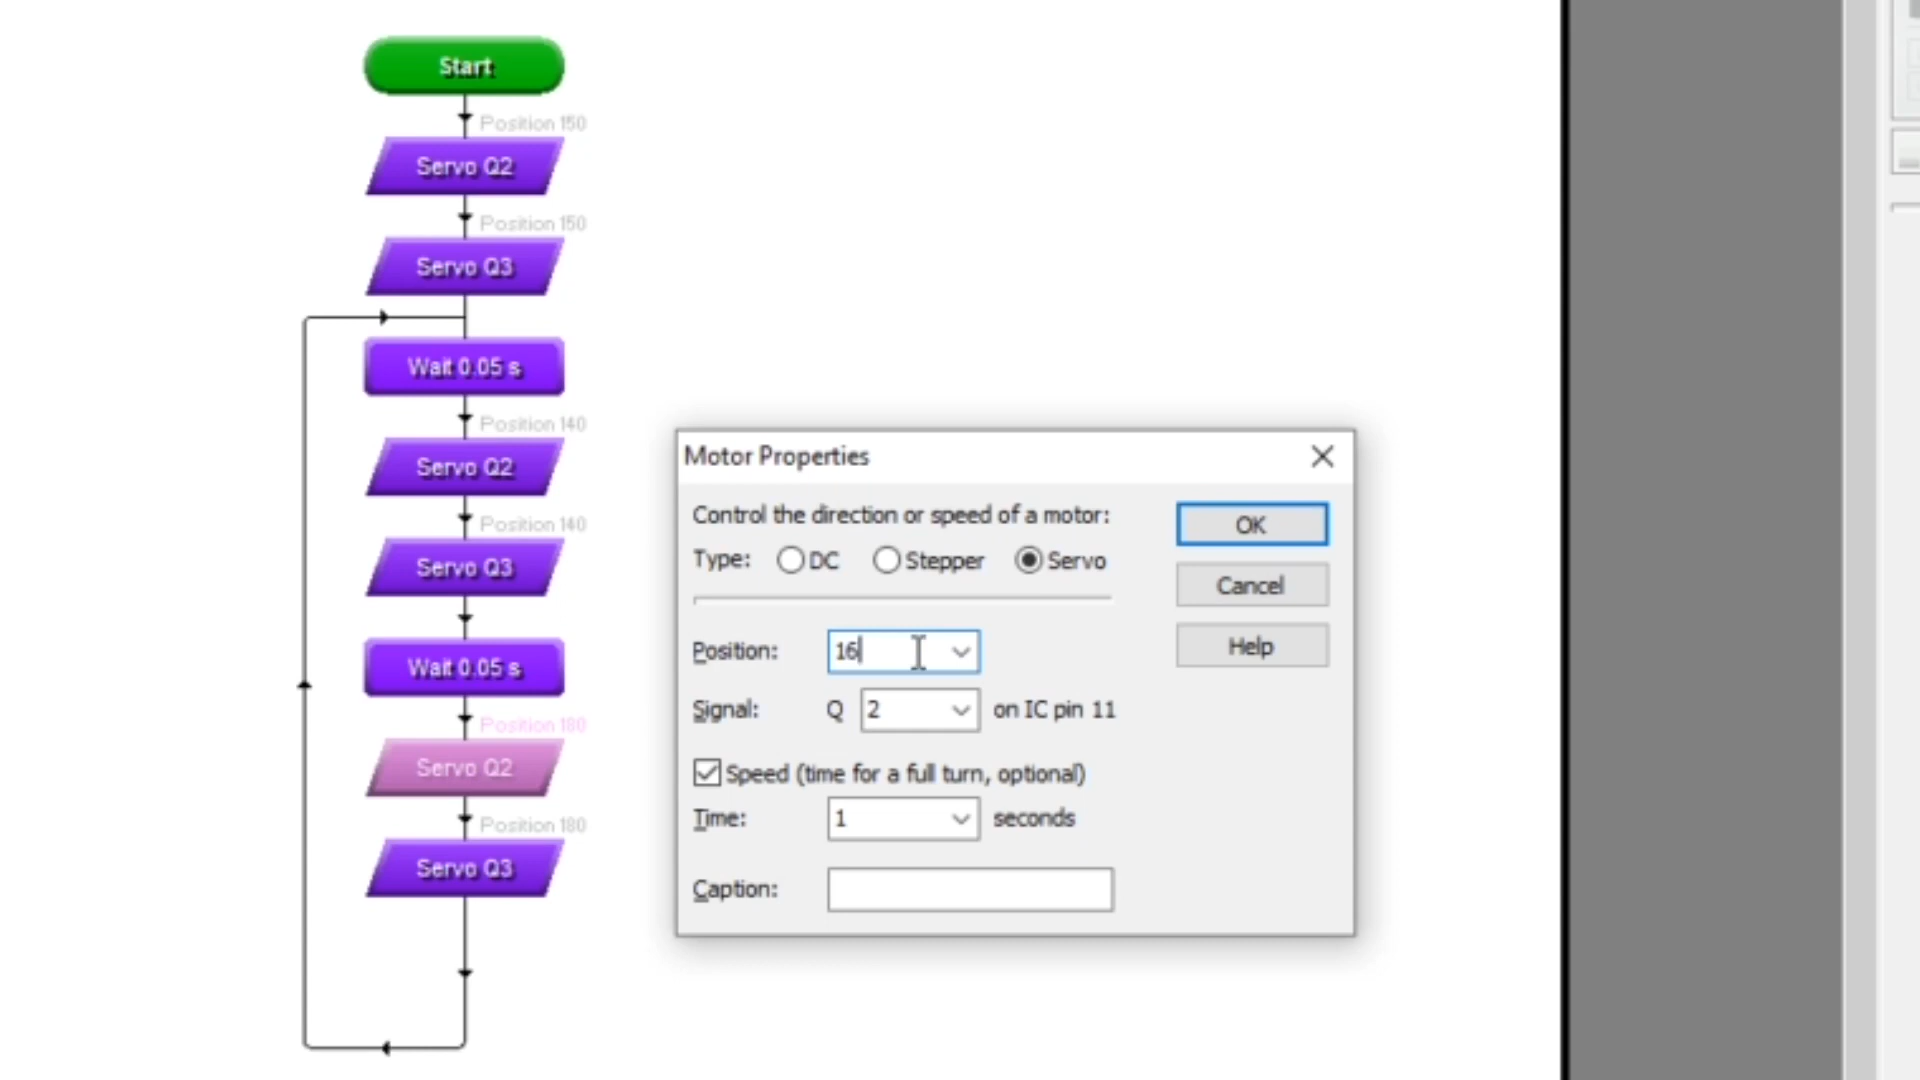 Start
Position 150
Servo Q2
Position 150
Servo Q3
Wait 0.05 s
Position 140
Servo Q2
Position 140
Servo Q3
Wait 0.05 s
Position 180
Servo Q2
Position 180
Servo Q3
Motor Properties
Control the direction or speed of a motor:
Type: DC Stepper Servo
Position: 16
Signal: Q 2 on IC pin 11
Speed (time for a full turn, optional)
Time: 1 seconds
Caption:
OK
Cancel
Help